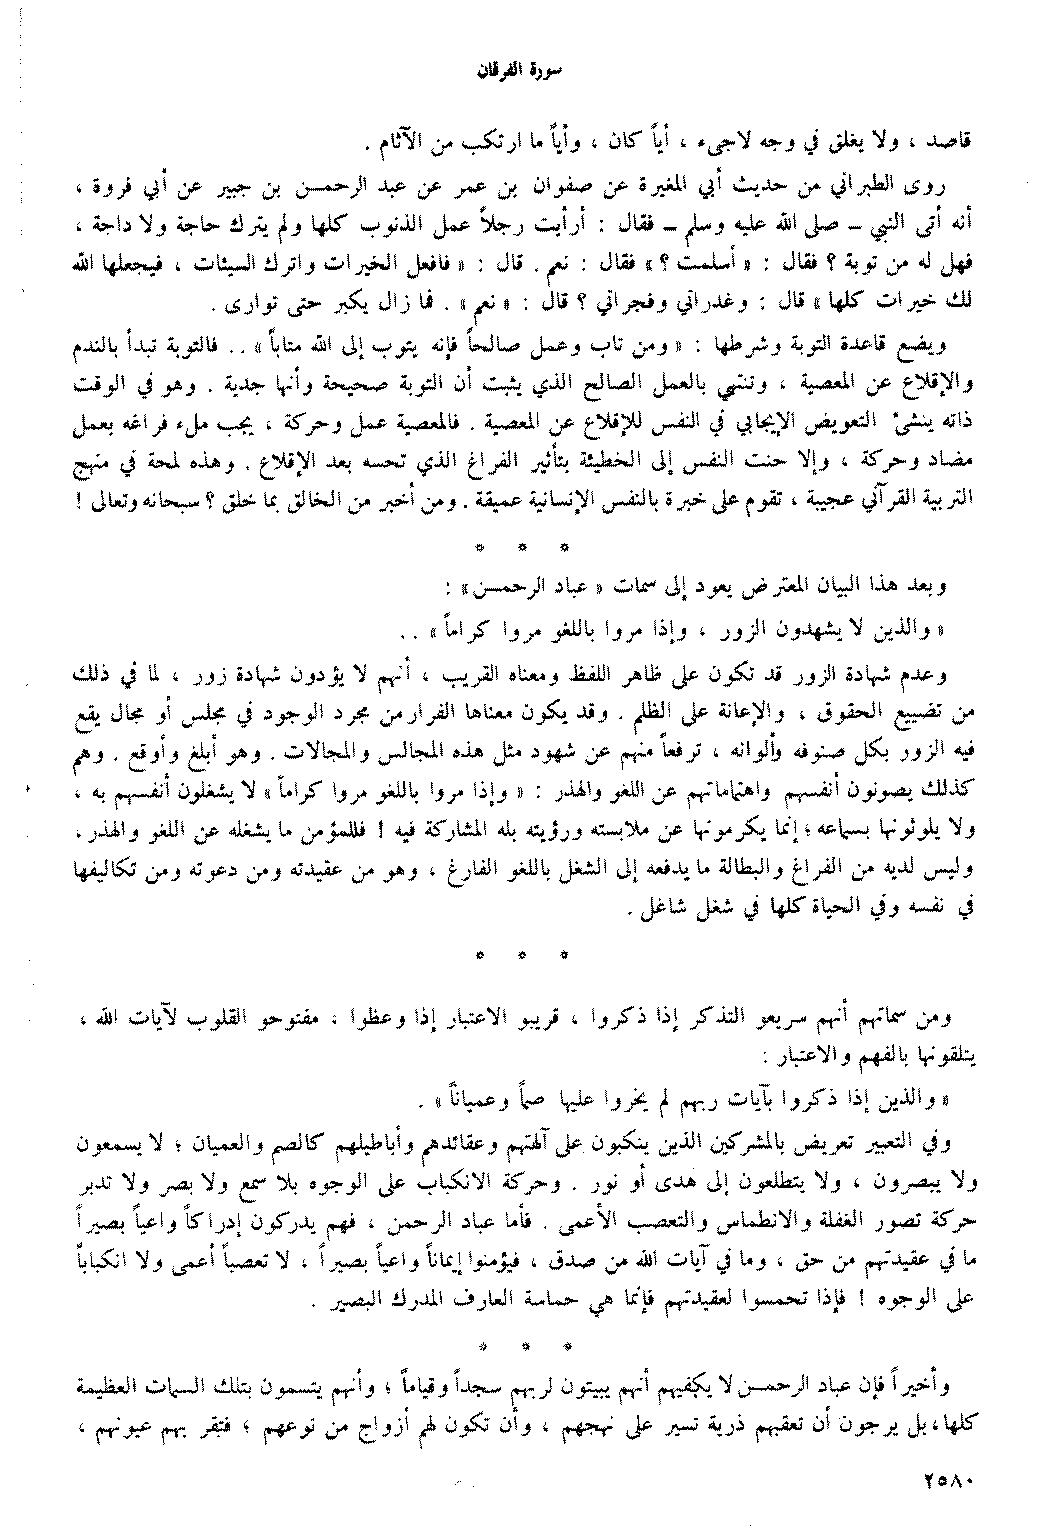 سورة الفرقان
قاصد ، ولا يغلق في وجه لاجىء ، أياً كان ، وأياً ما ارتكب من الآثام .
روى الطبراني من حديث أبي المغيرة عن صفوان بن عمر عن عبد الرحمـن بن جبير عن أبي فروة ،
أنه أتى النبي – صلى الله عليه وسلم – فقال : أرأيت رجلاً عمل الذنوب كلها ولم يترك حاجة ولا داجة ،
فهل له من توبة ؟ فقال : « أسلمت ؟ » فقال : نعم . قال : « فافعل الخيرات واترك السيئات ، فيجعلها الله
لك خيرات كلها » قال : وغدراتي وفجراتي ؟ قال : « نعم » . فما زال يكبر حتى توارى .
ويضع قاعدة التوبة وشرطها : « ومن تاب وعمل صالحاً فإنه يتوب إلى الله متاباً » .. فالتوبة تبدأ بالندم
والإقلاع عن المعصية ، وتنتهي بالعمل الصالح الذي يثبت أن التوبة صحيحة وأنها جدية . وهو في الوقت
ذاته ينشئ التعويض الإيجابي في النفس للإقلاع عن المعصية . فالمعصية عمل وحركة ، يجب ملء فراغه بعمل
مضاد وحركة ، وإلا حنت النفس إلى الخطيئة بتأثير الفراغ الذي تحسه بعد الإقلاع . وهذه لمحة في منهج
التربية القرآني عجيبة ، تقوم على خبرة بالنفس الإنسانية عميقة . ومن أخبر من الخالق بما خلق ؟ سبحانه وتعالى !
* * *
وبعد هذا البيان المعترض يعود إلى سمات « عباد الرحمـن » :
« والذين لا يشهدون الزور ، وإذا مروا باللغو مروا كراماً » ..
وعدم شهادة الزور قد تكون على ظاهر اللفظ ومعناه القريب ، أنهم لا يؤدون شهادة زور ، لما في ذلك
من تضييع الحقوق ، والإعانة على الظلم . وقد يكون معناها الفرار من مجرد الوجود في مجلس أو مجال يقع
فيه الزور بكل صنوفه وألوانه ، ترفعاً منهم عن شهود مثل هذه المجالس والمجالات . وهو أبلغ وأوقع . وهم
كذلك يصونون أنفسهم واهتماماتهم عن اللغو والهذر : « وإذا مروا باللغو مروا كراماً » لا يشغلون أنفسهم به ،
ولا يلوثونها بسماعه ؛ إنما يكرمونها عن ملابسته ورؤيته بله المشاركة فيه ! فللمؤمن ما يشغله عن اللغو والهذر ،
وليس لديه من الفراغ والبطالة ما يدفعه إلى الشغل باللغو الفارغ ، وهو من عقيدته ومن دعوته ومن تكاليفها
في نفسه وفي الحياة كلها في شغل شاغل .
* * *
ومن سماتهم أنهم سريعو التذكر إذا ذكروا ، قريبو الاعتبار إذا وعظوا ، مفتوحو القلوب لآيات الله ،
يتلقونها بالفهم والاعتبار :
« والذين إذا ذكروا بآيات ربهم لم يخروا عليها صماً وعمياناً » .
وفي التعبير تعريض بالمشركين الذين ينكبون على آلهتهم وعقائدهم وأباطيلهم كالصم والعميان ؛ لا يسمعون
ولا يبصرون ، ولا يتطلعون إلى هدى أو نور . وحركة الانكباب على الوجوه بلا سمع ولا بصر ولا تدبر
حركة تصور الغفلة والانطماس والتعصب الأعمى . فأما عباد الرحمن ، فهم يدركون إدراكاً واعياً بصيراً
ما في عقيدتهم من حق ، وما في آيات الله من صدق ، فيؤمنوا إيماناً واعياً بصيراً ، لا تعصباً أعمى ولا انكباباً
على الوجوه ! فإذا تحمسوا لعقيدتهم فإنما هي حماسة العارف المدرك البصير .
* * *
وأخيراً فإن عباد الرحمـن لا يكفيهم أنهم يبيتون لربهم سجداً وقياماً ؛ وأنهم يتسمون بتلك السمات العظيمة
كلها ، بل يرجون أن تعقبهم ذرية تسير على نهجهم ، وأن تكون لهم أزواج من نوعهم ؛ فتقر بهم عيونهم ،
٢٥٨٠